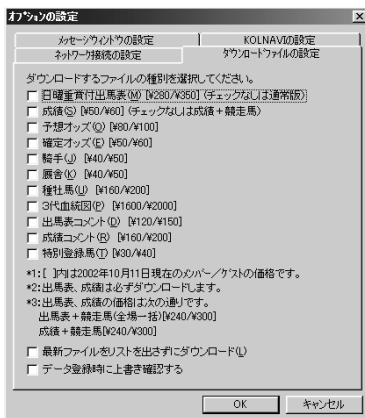 オプションの設定
メッセージウィンドウの設定
KOLNAVIの設定
ネットワーク接続の設定
ダウンロードファイルの設定
ダウンロードするファイルの種別を選択してください。
日曜重賞付出馬表(M) [¥280/¥350] (チェックなしは通常版)
成績(S) [¥50/¥60] (チェックなしは成績+競走馬)
予想オッズ(O) [¥80/¥100]
確定オッズ(E) [¥50/¥60]
騎手(J) [¥40/¥50]
厩舎(K) [¥40/¥50]
種牡馬(U) [¥160/¥200]
3代血統図(P) [¥1600/¥2000]
出馬表コメント(D) [¥120/¥150]
成績コメント(R) [¥160/¥200]
特別登録馬(T) [¥30/¥40]
*1:[ ]内は2002年10月11日現在のメンバー/ゲストの価格です。
*2:出馬表、成績は必ずダウンロードします。
*3:出馬表、成績の価格は次の通りです。
出馬表+競走馬(全場一括)[¥240/¥300]
成績+競走馬[¥240/¥300]
最新ファイルをリストを出さずにダウンロード(L)
データ登録時に上書き確認する
OK
キャンセル